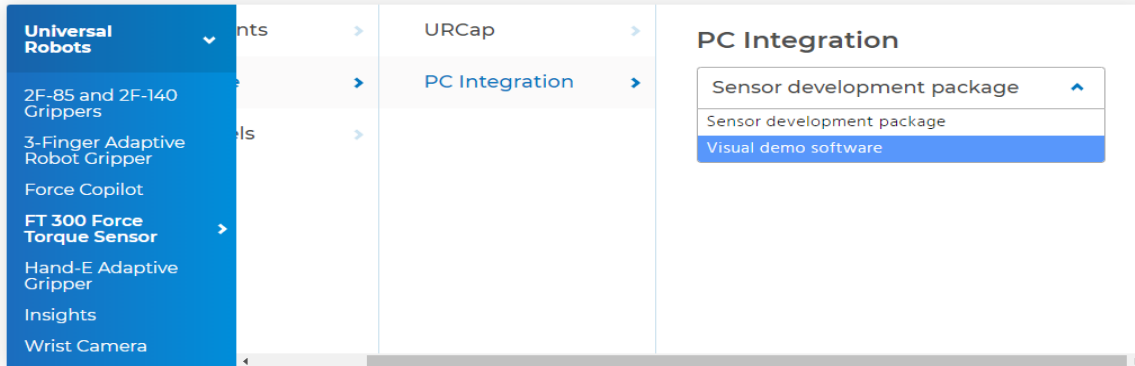 Universal
Robots
2F-85 and 2F-140
Grippers
3-Finger Adaptive
Robot Gripper
Force Copilot
FT 300 Force
Torque Sensor
Hand-E Adaptive
Gripper
Insights
Wrist Camera
URCap
PC Integration
PC Integration
Sensor development package
Sensor development package
Visual demo software